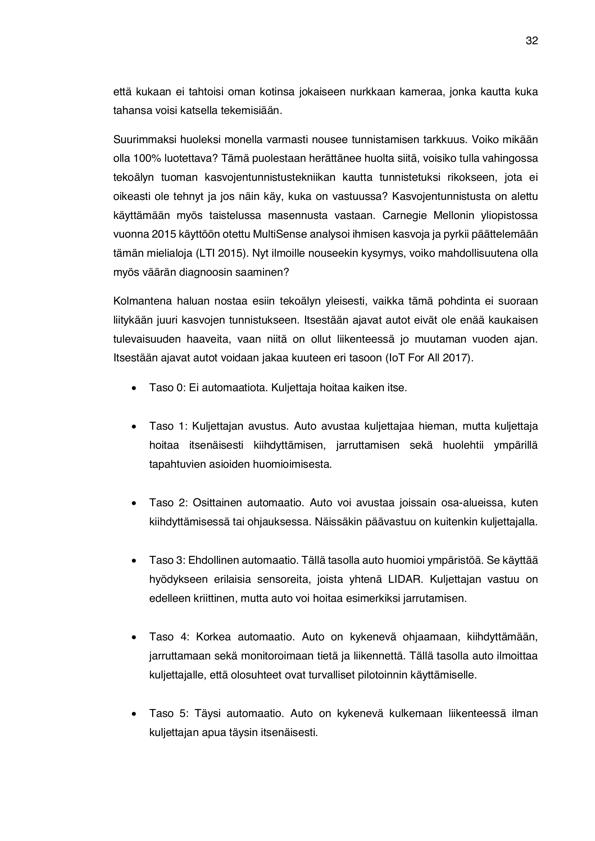 32
että kukaan ei tahtoisi oman kotinsa jokaiseen nurkkaan kameraa, jonka kautta kuka
tahansa voisi katsella tekemisiään.
Suurimmaksi huoleksi monella varmasti nousee tunnistamisen tarkkuus. Voiko mikään
olla 100% luotettava? Tämä puolestaan herättänee huolta siitä, voisiko tulla vahingossa
tekoälyn tuoman kasvojentunnistustekniikan kautta tunnistetuksi rikokseen, jota ei
oikeasti ole tehnyt ja jos näin käy, kuka on vastuussa? Kasvojentunnistusta on alettu
käyttämään myös taistelussa masennusta vastaan. Carnegie Mellonin yliopistossa
vuonna 2015 käyttöön otettu MultiSense analysoi ihmisen kasvoja ja pyrkii päättelemään
tämän mielialoja (LTI 2015). Nyt ilmoille nouseekin kysymys, voiko mahdollisuutena olla
myös väärän diagnoosin saaminen?
Kolmantena haluan nostaa esiin tekoälyn yleisesti, vaikka tämä pohdinta ei suoraan
liitykään juuri kasvojen tunnistukseen. Itsestään ajavat autot eivät ole enää kaukaisen
tulevaisuuden haaveita, vaan niitä on ollut liikenteessä jo muutaman vuoden ajan.
Itsestään ajavat autot voidaan jakaa kuuteen eri tasoon (IoT For All 2017).
• Taso 0: Ei automaatiota. Kuljettaja hoitaa kaiken itse.
• Taso 1: Kuljettajan avustus. Auto avustaa kuljettajaa hieman, mutta kuljettaja
hoitaa itsenäisesti kiihdyttämisen, jarruttamisen sekä huolehtii ympärillä
tapahtuvien asioiden huomioimisesta.
• Taso 2: Osittainen automaatio. Auto voi avustaa joissain osa-alueissa, kuten
kiihdyttämisessä tai ohjauksessa. Näissäkin päävastuu on kuitenkin kuljettajalla.
• Taso 3: Ehdollinen automaatio. Tällä tasolla auto huomioi ympäristöä. Se käyttää
hyödykseen erilaisia sensoreita, joista yhtenä LIDAR. Kuljettajan vastuu on
edelleen kriittinen, mutta auto voi hoitaa esimerkiksi jarrutamisen.
• Taso 4: Korkea automaatio. Auto on kykenevä ohjaamaan, kiihdyttämään,
jarruttamaan sekä monitoroimaan tietä ja liikennettä. Tällä tasolla auto ilmoittaa
kuljettajalle, että olosuhteet ovat turvalliset pilotoinnin käyttämiselle.
• Taso 5: Täysi automaatio. Auto on kykenevä kulkemaan liikenteessä ilman
kuljettajan apua täysin itsenäisesti.